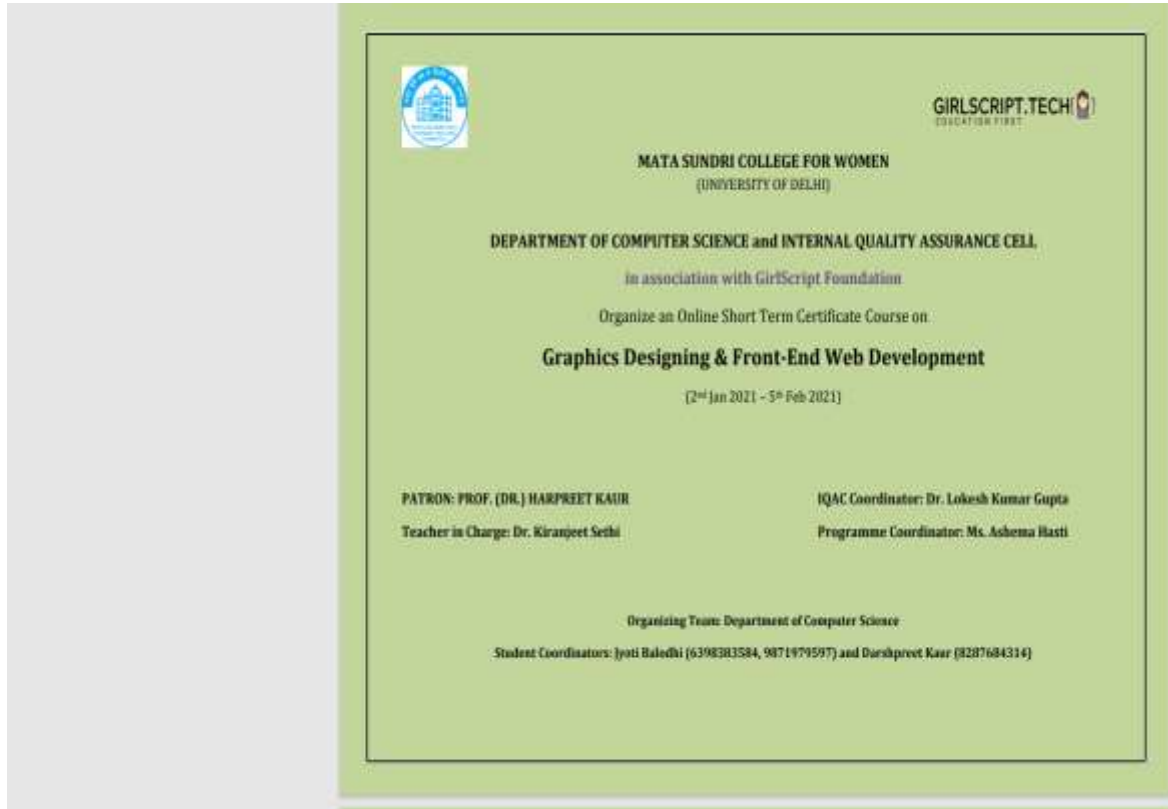 GIRLSCRIPT.TECH
EDUCATION FIRST
MATA SUNDRI COLLEGE FOR WOMEN
(UNIVERSITY OF DELHI)
DEPARTMENT OF COMPUTER SCIENCE and INTERNAL QUALITY ASSURANCE CELL
in association with GirlScript Foundation
Organize an Online Short Term Certificate Course on
Graphics Designing & Front-End Web Development
(2nd Jan 2021 – 5th Feb 2021)
PATRON: PROF. (DR.) HARPREET KAUR
IQAC Coordinator: Dr. Lokesh Kumar Gupta
Teacher in Charge: Dr. Kiranjeet Sethi
Programme Coordinator: Ms. Ashema Hasti
Organizing Team: Department of Computer Science
Student Coordinators: Jyoti Baledhi (6398383584, 9871979597) and Darshpreet Kaur (8287684314)